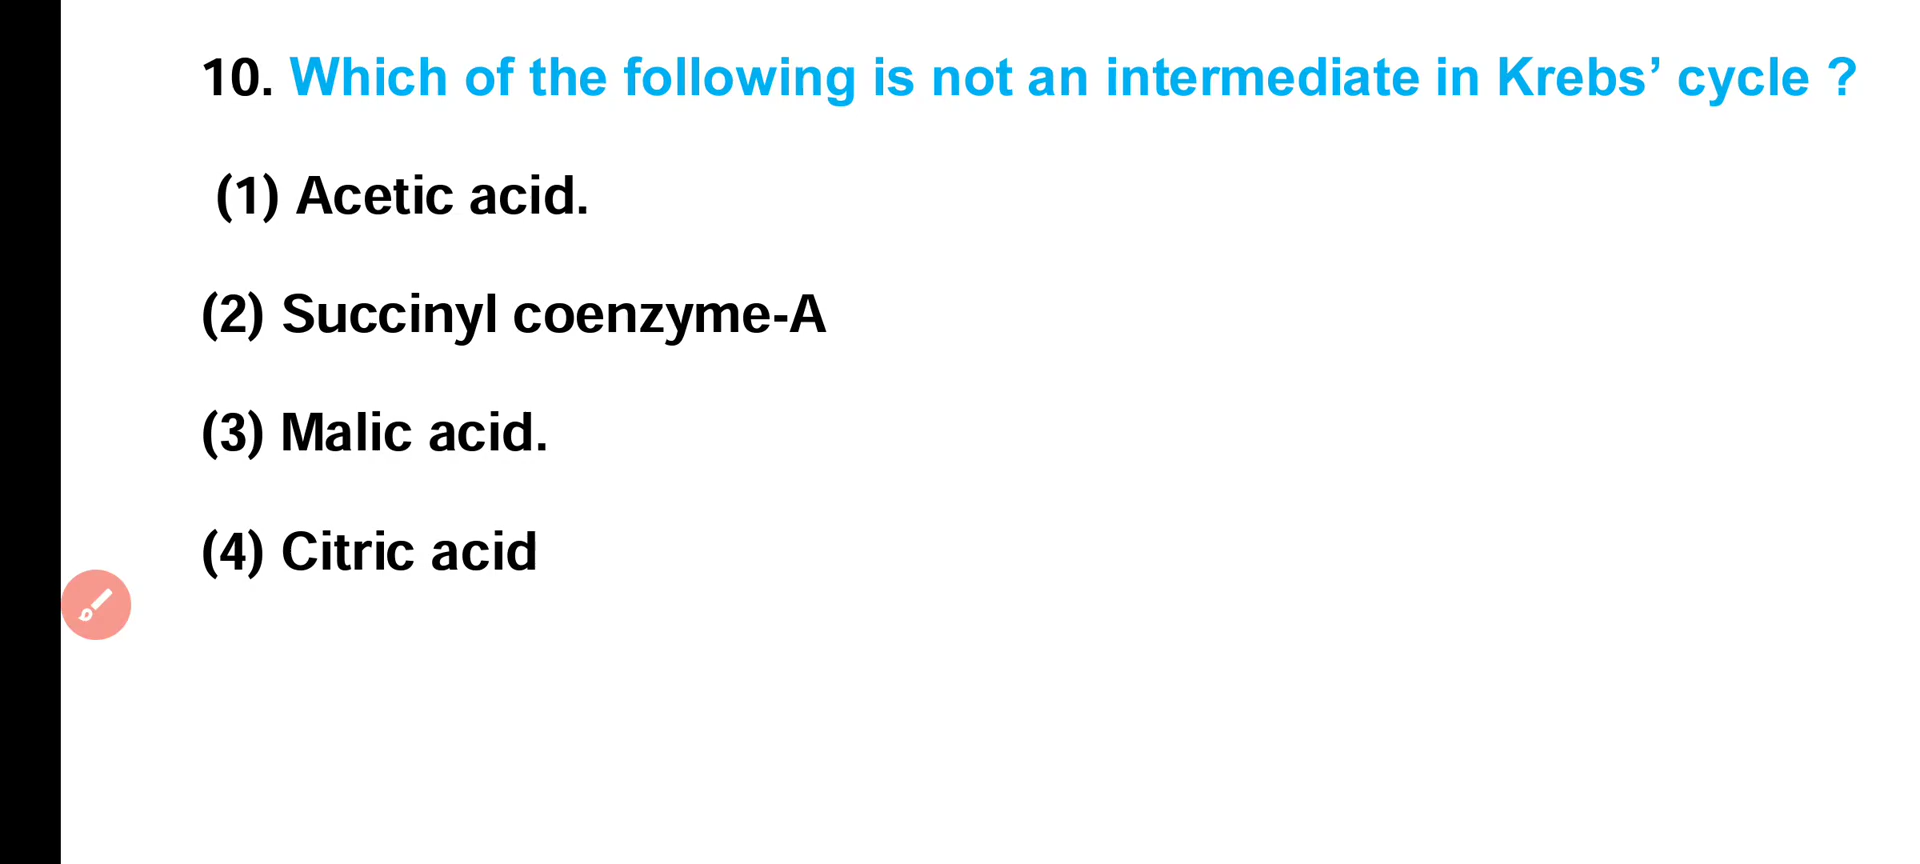 10. Which of the following is not an intermediate in Krebs’ cycle ?
(1) Acetic acid.
(2) Succinyl coenzyme-A
(3) Malic acid.
(4) Citric acid